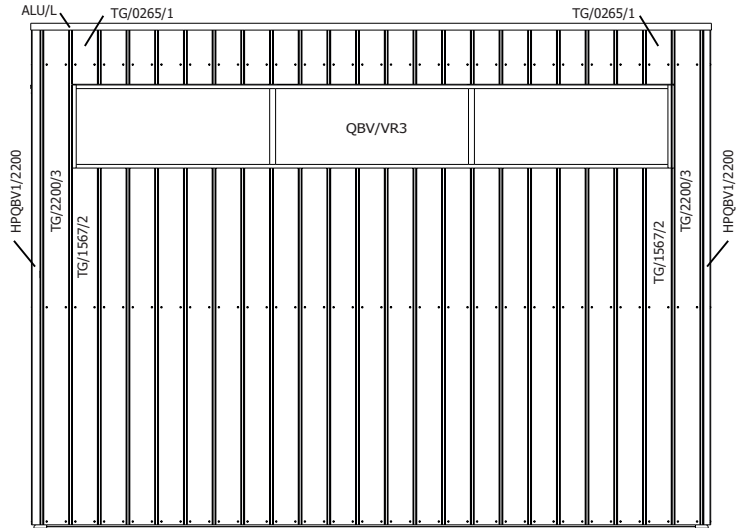 ALU/L
TG/0265/1
TG/0265/1
QBV/VR3
HPQBV1/2200
TG/2200/3
TG/1567/2
TG/1567/2
TG/2200/3
HPQBV1/2200